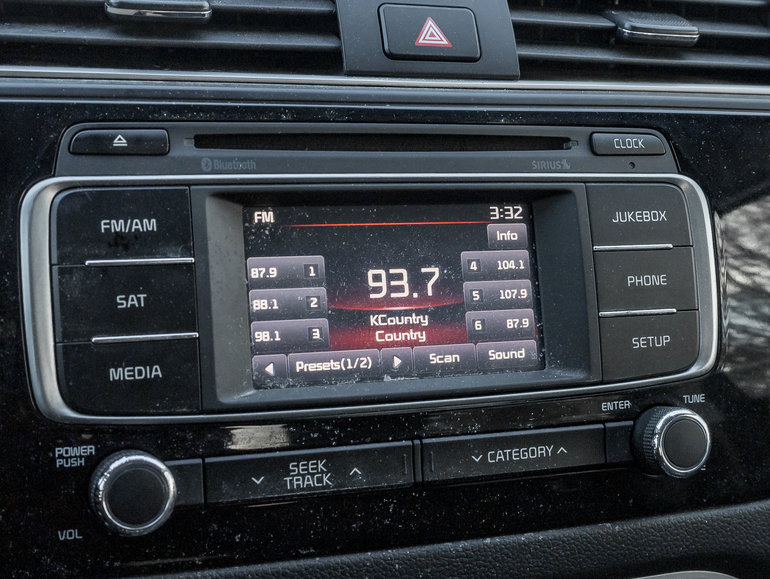 Bluetooth
SIRIUS
CLOCK
FM/AM
SAT
MEDIA
FM
3:32
Info
87.9 1
88.1 2
98.1 3
93.7
KCountry
Country
4 104.1
5 107.9
6 87.9
Presets(1/2)
Scan
Sound
JUKEBOX
PHONE
SETUP
POWER
PUSH
VOL
SEEK
TRACK
CATEGORY
ENTER
TUNE